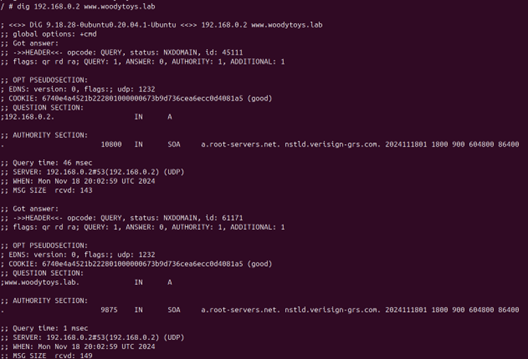 / # dig 192.168.0.2 www.woodytoys.lab
; <<>> DiG 9.18.28-0ubuntu0.20.04.1-Ubuntu <<>> 192.168.0.2 www.woodytoys.lab
;; global options: +cmd
;; Got answer:
;; ->>HEADER<<- opcode: QUERY, status: NXDOMAIN, id: 45111
;; flags: qr rd ra; QUERY: 1, ANSWER: 0, AUTHORITY: 1, ADDITIONAL: 1
;; OPT PSEUDOSECTION:
; EDNS: version: 0, flags:; udp: 1232
; COOKIE: 6740e4a4521b222801000000673b9d736cea6ecc0d4081a5 (good)
;; QUESTION SECTION:
;192.168.0.2. IN A
;; AUTHORITY SECTION:
. 10800 IN SOA a.root-servers.net. nstld.verisign-grs.com. 2024111801 1800 900 604800 86400
;; Query time: 46 msec
;; SERVER: 192.168.0.2#53(192.168.0.2) (UDP)
;; WHEN: Mon Nov 18 20:02:59 UTC 2024
;; MSG SIZE rcvd: 143
;; Got answer:
;; ->>HEADER<<- opcode: QUERY, status: NXDOMAIN, id: 61171
;; flags: qr rd ra; QUERY: 1, ANSWER: 0, AUTHORITY: 1, ADDITIONAL: 1
;; OPT PSEUDOSECTION:
; EDNS: version: 0, flags:; udp: 1232
; COOKIE: 6740e4a4521b222801000000673b9d736cea6ecc0d4081a5 (good)
;; QUESTION SECTION:
;www.woodytoys.lab. IN A
;; AUTHORITY SECTION:
. 9875 IN SOA a.root-servers.net. nstld.verisign-grs.com. 2024111801 1800 900 604800 86400
;; Query time: 1 msec
;; SERVER: 192.168.0.2#53(192.168.0.2) (UDP)
;; WHEN: Mon Nov 18 20:02:59 UTC 2024
;; MSG SIZE rcvd: 149